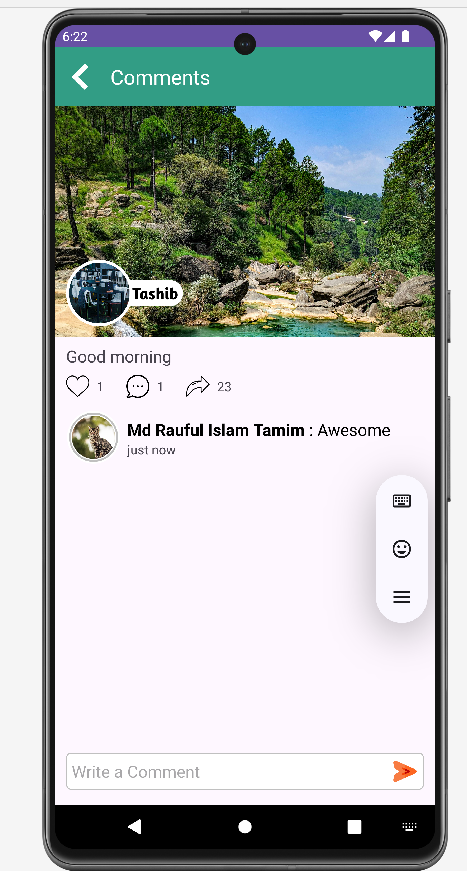 6:22
Comments
Tashib
Good morning
1 1 23
Md Rauful Islam Tamim : Awesome
just now
Write a Comment